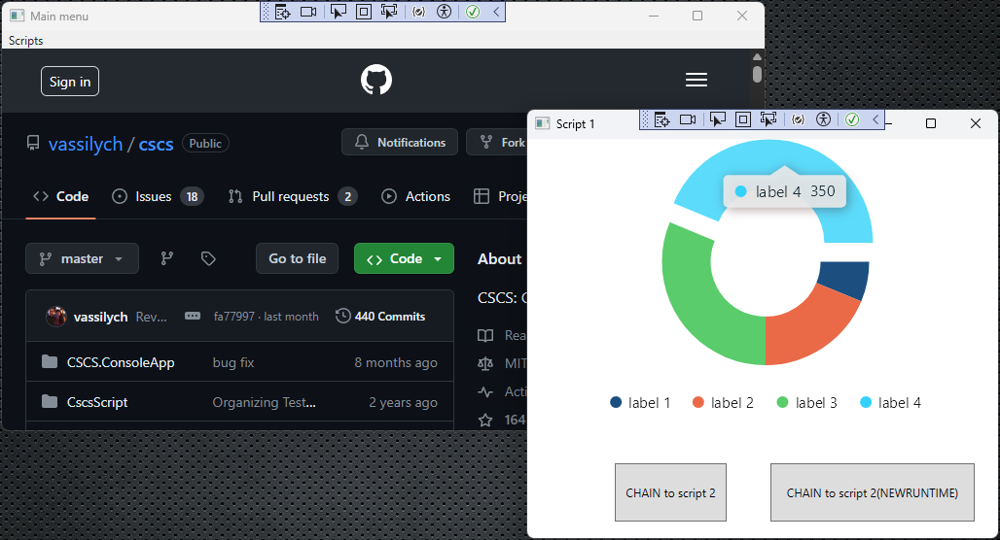 Main menu
Scripts
Sign in
vassilych / cscs Public
Notifications
Fork
Code
Issues 18
Pull requests 2
Actions
Proje
master
Go to file
Code
About
vassilych Rev... fa77997 · last month 440 Commits
CSCS: C
Rea
CSCS.ConsoleApp bug fix 8 months ago
MIT
Acti
CscsScript Organizing Test... 2 years ago
164
Script 1
label 4 350
label 1 label 2 label 3 label 4
CHAIN to script 2
CHAIN to script 2(NEWRUNTIME)